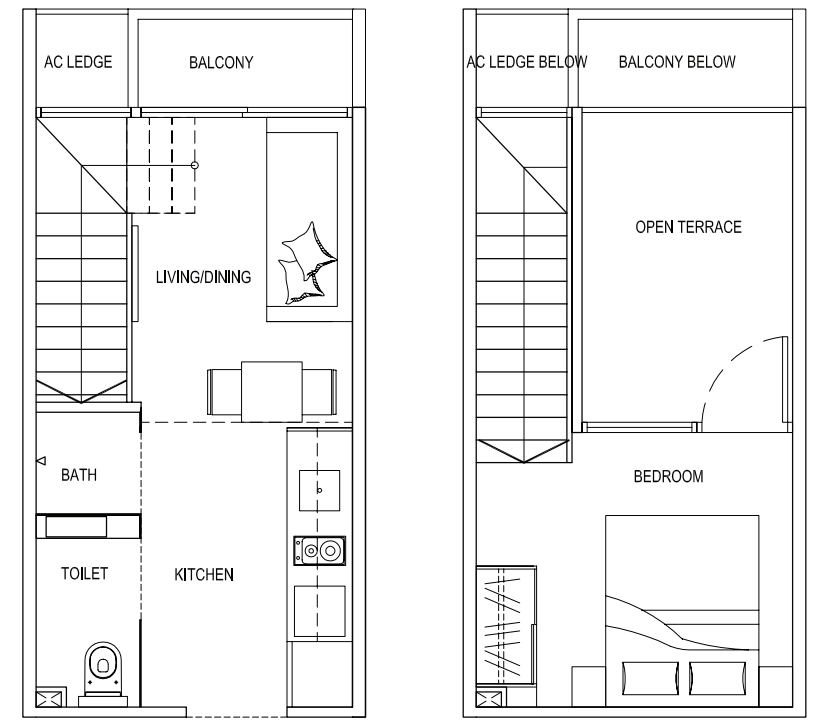 AC LEDGE
BALCONY
LIVING/DINING
BATH
TOILET
KITCHEN
AC LEDGE BELOW
BALCONY BELOW
OPEN TERRACE
BEDROOM